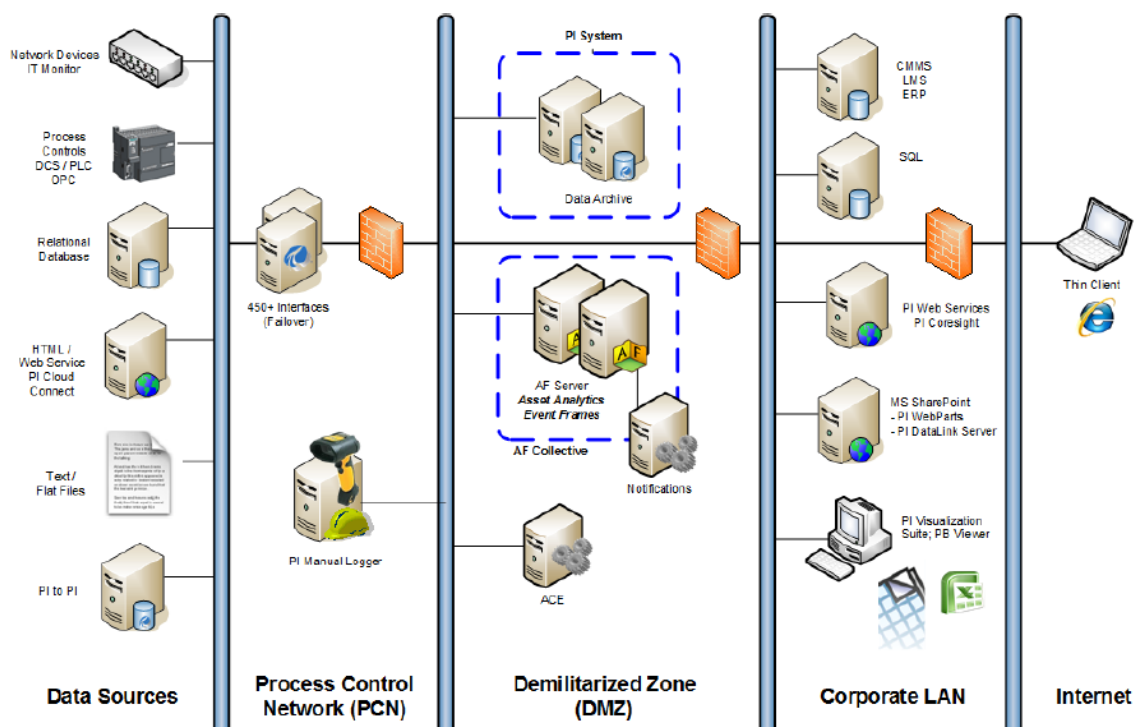 Network Devices
IT Monitor
Process
Controls
DCS / PLC
OPC
Relational
Database
HTML /
Web Service
PI Cloud
Connect
Text /
Flat Files
PI to PI
Data Sources
450+ Interfaces
(Failover)
PI Manual Logger
Process Control
Network (PCN)
PI System
Data Archive
A
A F
AF Server
Asset Analytics
Event Frames
AF Collective
Notifications
ACE
Demilitarized Zone
(DMZ)
CMMS
LMS
ERP
SQL
PI Web Services
PI Coresight
MS SharePoint
- PI WebParts
- PI DataLink Server
PI Visualization
Suite; PB Viewer
Corporate LAN
Thin Client
Internet